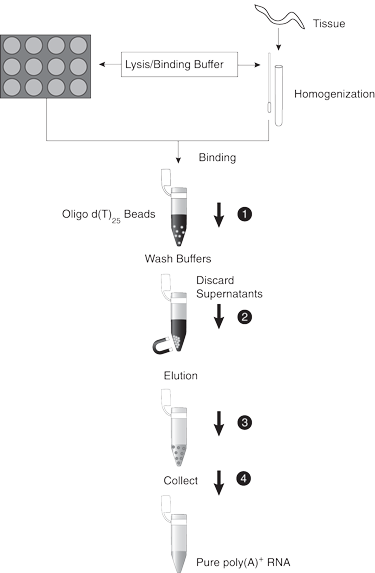 Tissue
Lysis/Binding Buffer
Homogenization
Binding
Oligo d(T)25 Beads
1
Wash Buffers
Discard
Supernatants
2
Elution
3
4
Collect
Pure poly(A)+ RNA